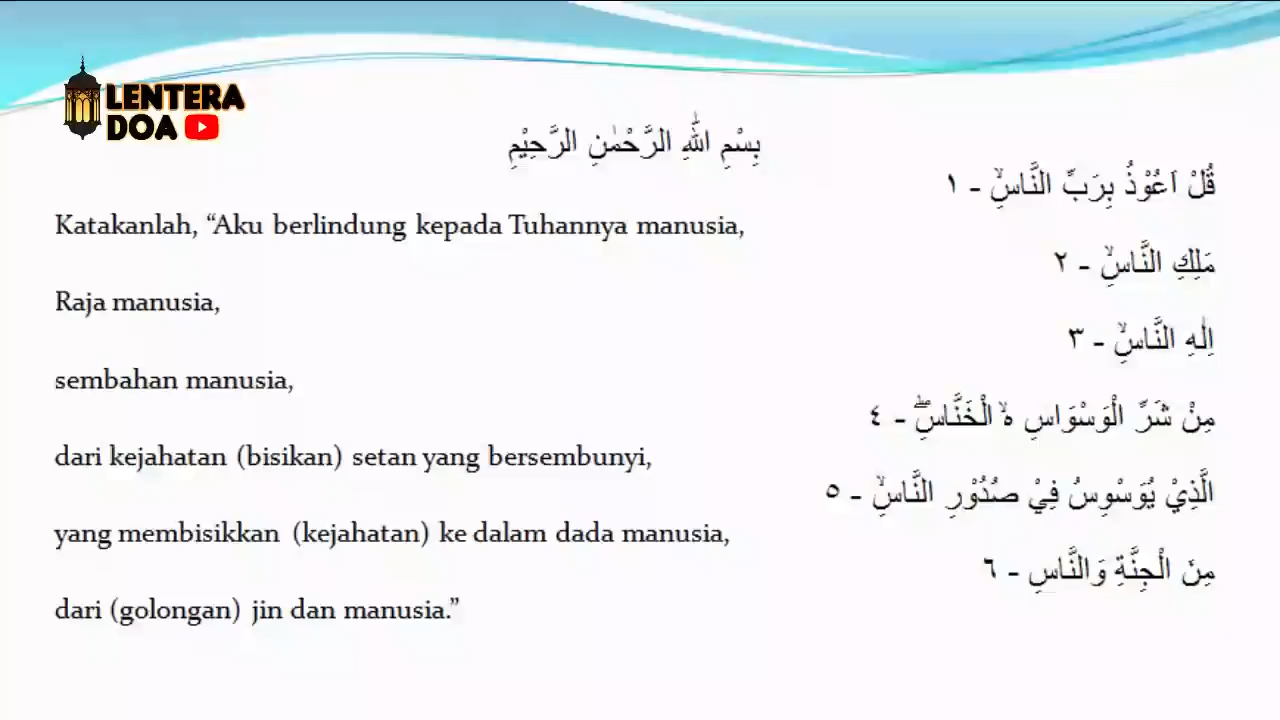 LENTERA
DOA
بِسْمِ اللّٰهِ الرَّحْمٰنِ الرَّحِيْمِ
قُلْ اَعُوْذُ بِرَبِّ النَّاسِۙ - ١
Katakanlah, “Aku berlindung kepada Tuhannya manusia,
مَلِكِ النَّاسِۙ - ٢
Raja manusia,
اِلٰهِ النَّاسِۙ - ٣
sembahan manusia,
مِنْ شَرِّ الْوَسْوَاسِ ەۙ الْخَنَّاسِۖ - ٤
dari kejahatan (bisikan) setan yang bersembunyi,
الَّذِيْ يُوَسْوِسُ فِيْ صُدُوْرِ النَّاسِۙ - ٥
yang membisikkan (kejahatan) ke dalam dada manusia,
مِنَ الْجِنَّةِ وَالنَّاسِ - ٦
dari (golongan) jin dan manusia.”